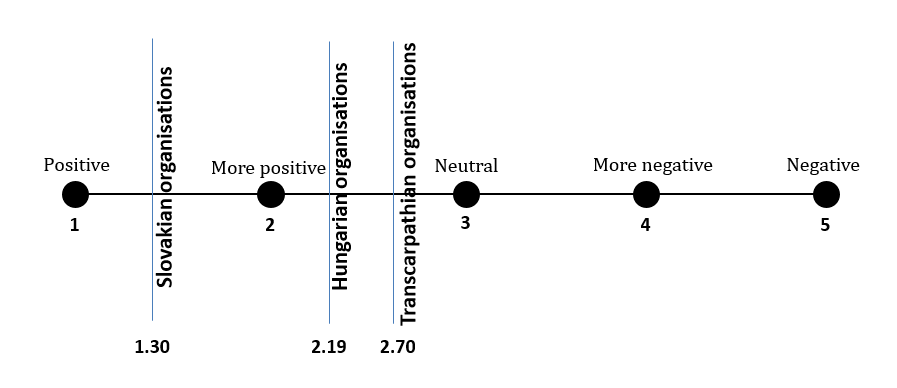 Positive
More positive
Neutral
More negative
Negative
1
2
3
4
5
Slovakian organisations
Hungarian organisations
Transcarpathian organisations
1.30
2.19
2.70